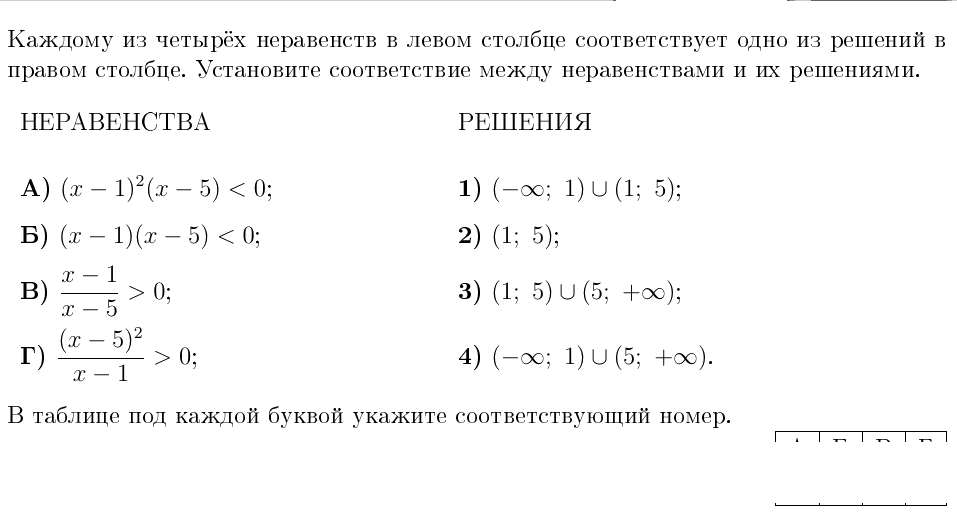 Каждому из четырёх неравенств в левом столбце соответствует одно из решений в
правом столбце. Установите соответствие между неравенствами и их решениями.
НЕРАВЕНСТВА РЕШЕНИЯ
А) (x − 1)²(x − 5) < 0; 1) (−∞; 1) ∪ (1; 5);
Б) (x − 1)(x − 5) < 0; 2) (1; 5);
В) (x − 1)/(x − 5) > 0; 3) (1; 5) ∪ (5; +∞);
Г) (x − 5)²/(x − 1) > 0; 4) (−∞; 1) ∪ (5; +∞).
В таблице под каждой буквой укажите соответствующий номер.